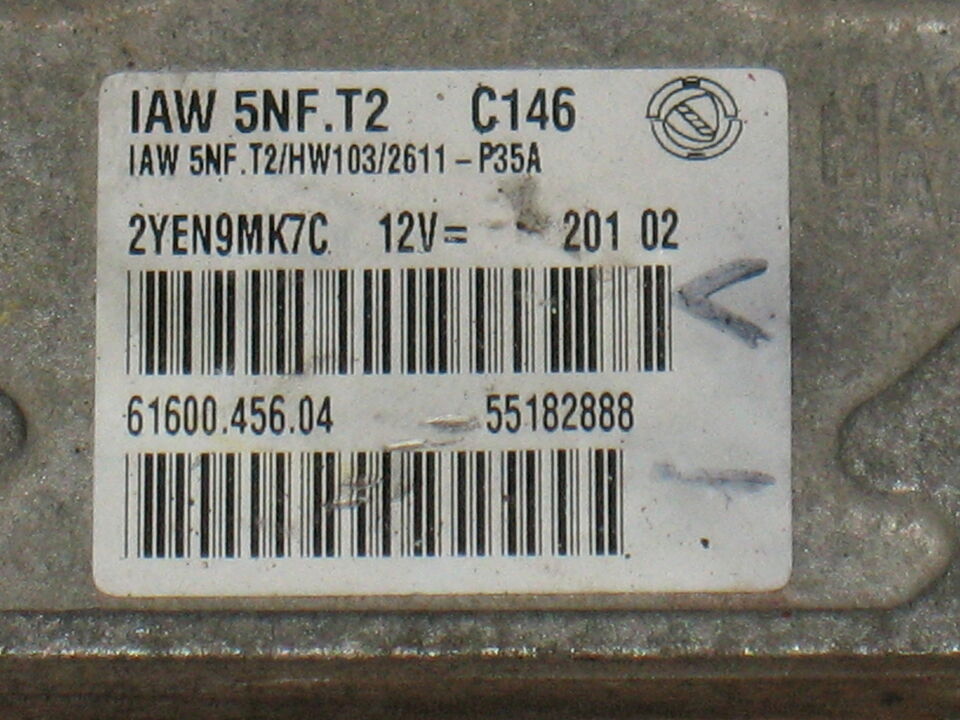 IAW 5NF.T2 C146
IAW 5NF.T2/HW103/2611 – P35A
2YEN9MK7C 12V= 201 02
61600.456.04 55182888